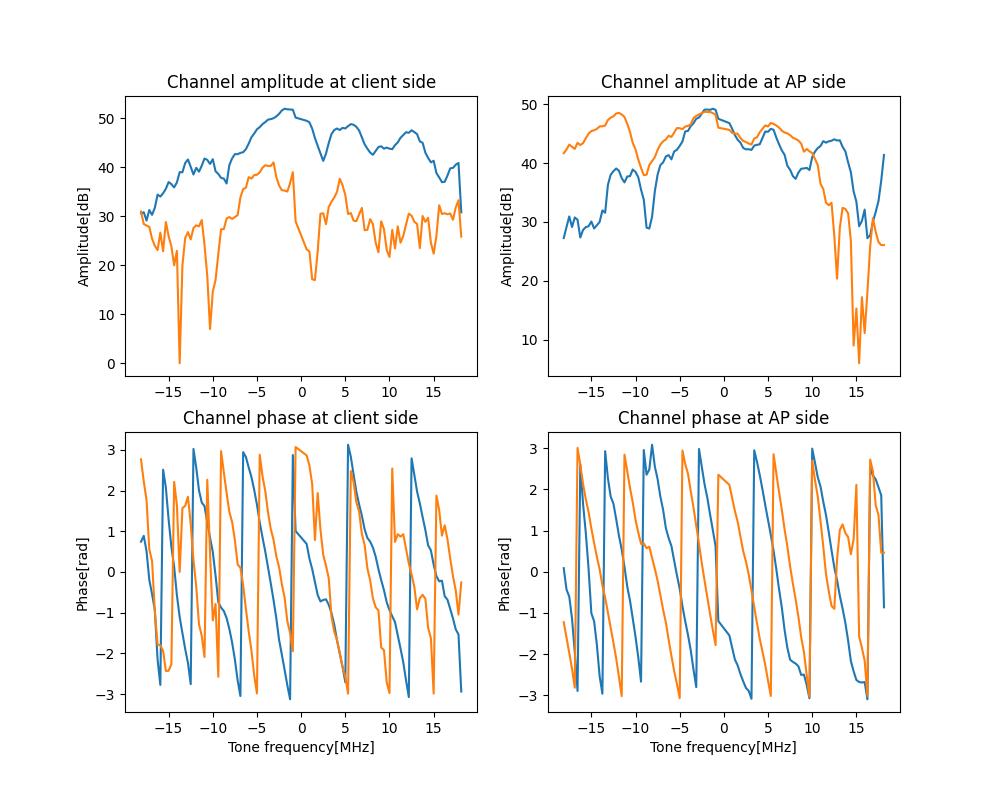 Channel amplitude at client side
Amplitude[dB]
50
40
30
20
10
0
−15 −10 −5 0 5 10 15
Channel amplitude at AP side
Amplitude[dB]
50
40
30
20
10
−15 −10 −5 0 5 10 15
Channel phase at client side
Phase[rad]
3
2
1
0
−1
−2
−3
−15 −10 −5 0 5 10 15
Tone frequency[MHz]
Channel phase at AP side
Phase[rad]
3
2
1
0
−1
−2
−3
−15 −10 −5 0 5 10 15
Tone frequency[MHz]